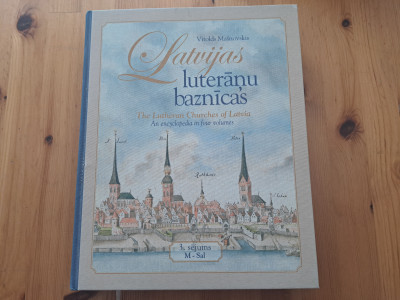 Vitolds Mašnovskis
Latvijas
luterāņu
baznīcas
The Lutheran Churches of Latvia
An encyclopedia in four volumes
3. sējums
M - Sal